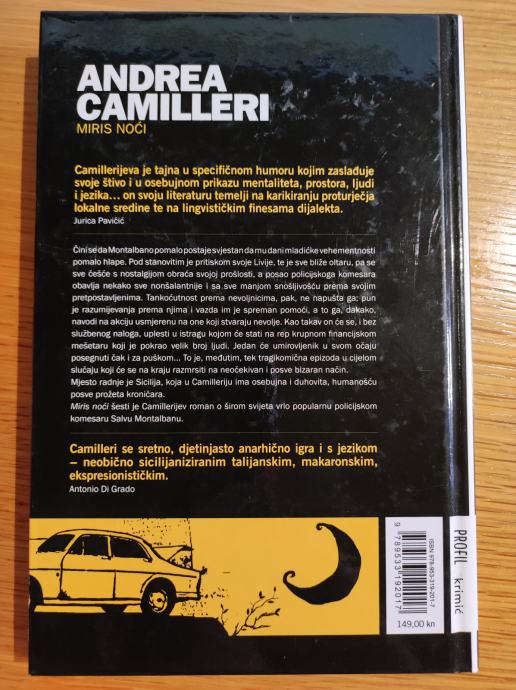 ANDREA
CAMILLERI
MIRIS NOĆI
Camillerijeva je tajna u specifičnom humoru kojim zaslađuje
svoje štivo i u osebujnom prikazu mentaliteta, prostora, ljudi
i jezika... on svoju literaturu temelji na karikiranju proturječja
lokalne sredine te na lingvističkim finesama dijalekta.
Jurica Pavičić
Čini se da Montalbano pomalo postaje svjestan da mu dani mladićke vehementnosti
pomalo hlape. Pod stanovitim je pritiskom svoje Livije, te je sve bliže oltaru, pa se
sve češće s nostalgijom obraća svojoj prošlosti, a posao policijskoga komesara
obavlja nekako sve nonšalantnije i sa sve manjom snošljivošću prema svojim
pretpostavljenima. Tankoćutnost prema nevoljnicima, pak, ne napušta ga; pun
je razumijevanja prema njima i vazda im je spreman pomoći, a to ga, dakako,
navodi na akciju usmjerenu na one koji stvaraju nevolje. Kao takav on će se, i bez
službenog naloga, uplesti u istragu kojom će stati na rep krupnom financijskom
mešetaru koji je pokrao velik broj ljudi. Jedan će umirovljenik u svom očaju
posegnuti čak i za puškom... To je, međutim, tek tragikomična epizoda u cijelom
slučaju koji će se na kraju razmrsiti na neočekivan i posve bizaran način.
Mjesto radnje je Sicilija, koja u Camilleriju ima osebujna i duhovita, humanošću
posve prožeta kroničara.
Miris noći šesti je Camillerijev roman o širom svijeta vrlo popularnu policijskom
komesaru Salvu Montalbanu.
Camilleri se sretno, djetinjasto anarhično igra i s jezikom
– neobično sicilijaniziranim talijanskim, makaronskim,
ekspresionističkim.
Antonio Di Grado
ISBN 978-953-319-201-7
9 789533 192017
149,00 kn
PROFIL krimić